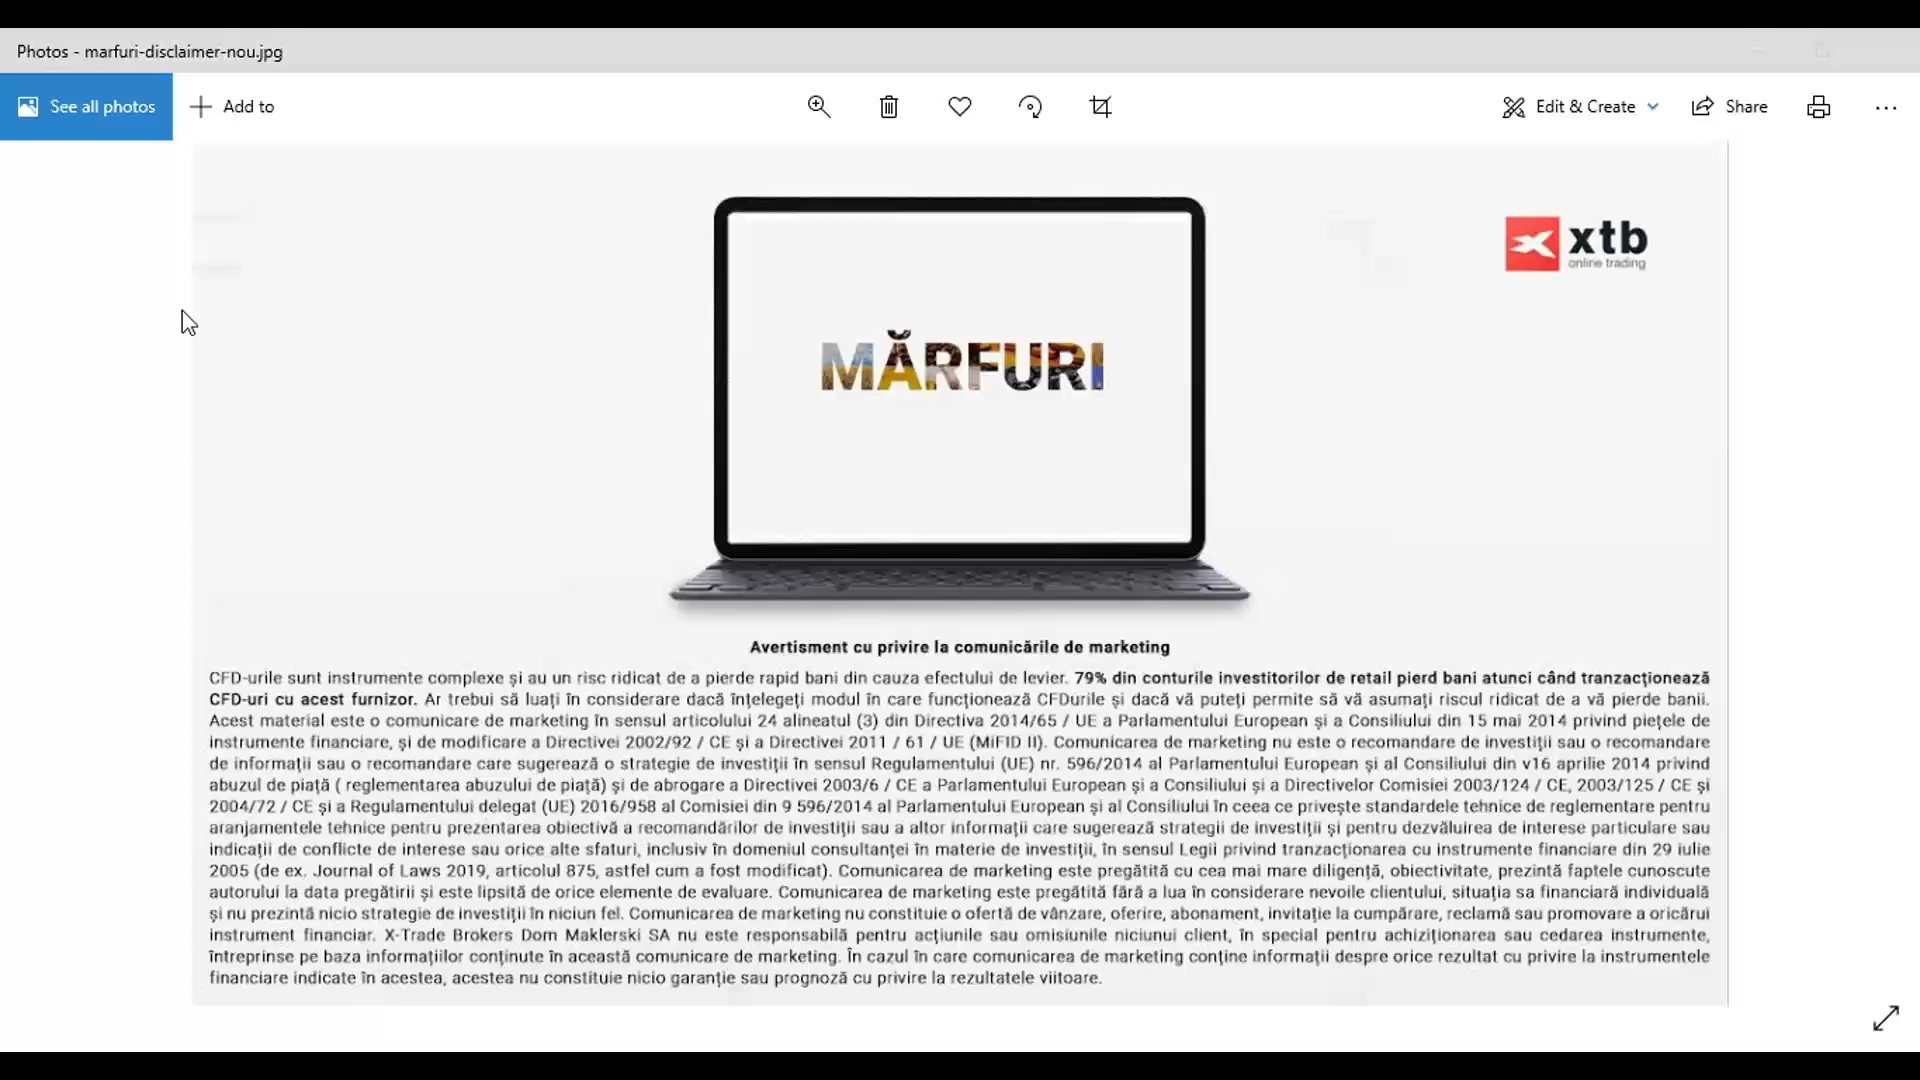 Photos - marfuri-disclaimer-nou.jpg
See all photos
Add to
Edit & Create
Share
xtb
online trading
MĂRFURI
Avertisment cu privire la comunicările de marketing
CFD-urile sunt instrumente complexe și au un risc ridicat de a pierde rapid bani din cauza efectului de levier. 79% din conturile investitorilor de retail pierd bani atunci când tranzacționează
CFD-uri cu acest furnizor. Ar trebui să luați în considerare dacă înțelegeți modul în care funcționează CFDurile și dacă vă puteți permite să vă asumați riscul ridicat de a vă pierde banii.
Acest material este o comunicare de marketing în sensul articolului 24 alineatul (3) din Directiva 2014/65 / UE a Parlamentului European și a Consiliului din 15 mai 2014 privind piețele de
instrumente financiare, și de modificare a Directivei 2002/92 / CE și a Directivei 2011 / 61 / UE (MiFID II). Comunicarea de marketing nu este o recomandare de investiții sau o recomandare
de informații sau o recomandare care sugerează o strategie de investiții în sensul Regulamentului (UE) nr. 596/2014 al Parlamentului European și al Consiliului din v16 aprilie 2014 privind
abuzul de piață ( reglementarea abuzului de piață) și de abrogare a Directivei 2003/6 / CE a Parlamentului European și a Consiliului și a Directivelor Comisiei 2003/124 / CE, 2003/125 / CE și
2004/72 / CE și a Regulamentului delegat (UE) 2016/958 al Comisiei din 9 596/2014 al Parlamentului European și al Consiliului în ceea ce privește standardele tehnice de reglementare pentru
aranjamentele tehnice pentru prezentarea obiectivă a recomandărilor de investiții sau a altor informații care sugerează strategii de investiții și pentru dezvăluirea de interese particulare sau
indicații de conflicte de interese sau orice alte sfaturi, inclusiv în domeniul consultanței în materie de investiții, în sensul Legii privind tranzacționarea cu instrumente financiare din 29 iulie
2005 (de ex. Journal of Laws 2019, articolul 875, astfel cum a fost modificat). Comunicarea de marketing este pregătită cu cea mai mare diligență, obiectivitate, prezintă faptele cunoscute
autorului la data pregătirii și este lipsită de orice elemente de evaluare. Comunicarea de marketing este pregătită fără a lua în considerare nevoile clientului, situația sa financiară individuală
și nu prezintă nicio strategie de investiții în niciun fel. Comunicarea de marketing nu constituie o ofertă de vânzare, oferire, abonament, invitație la cumpărare, reclamă sau promovare a oricărui
instrument financiar. X-Trade Brokers Dom Maklerski SA nu este responsabilă pentru acțiunile sau omisiunile niciunui client, în special pentru achiziționarea sau cedarea instrumente,
întreprinse pe baza informațiilor conținute în această comunicare de marketing. În cazul în care comunicarea de marketing conține informații despre orice rezultat cu privire la instrumentele
financiare indicate în acestea, acestea nu constituie nicio garanție sau prognoză cu privire la rezultatele viitoare.